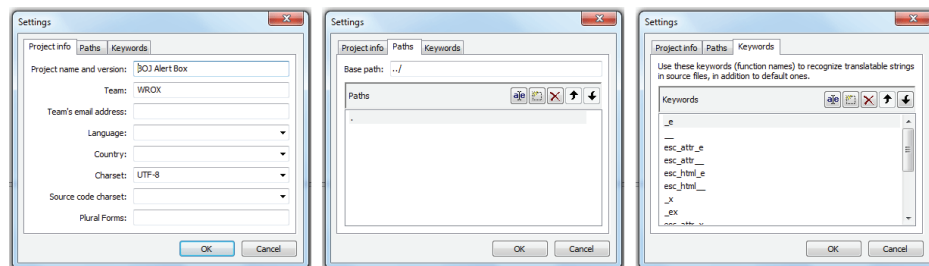 Settings
Project info Paths Keywords
Project name and version: BOJ Alert Box
Team: WROX
Team's email address:
Language:
Country:
Charset: UTF-8
Source code charset:
Plural Forms:
OK Cancel
Settings
Project info Paths Keywords
Base path: ../
Paths
.
OK Cancel
Settings
Project info Paths Keywords
Use these keywords (function names) to recognize translatable strings
in source files, in addition to default ones.
Keywords
_e
__
esc_attr_e
esc_attr__
esc_html_e
esc_html__
_x
_ex
esc_attr_x
OK Cancel